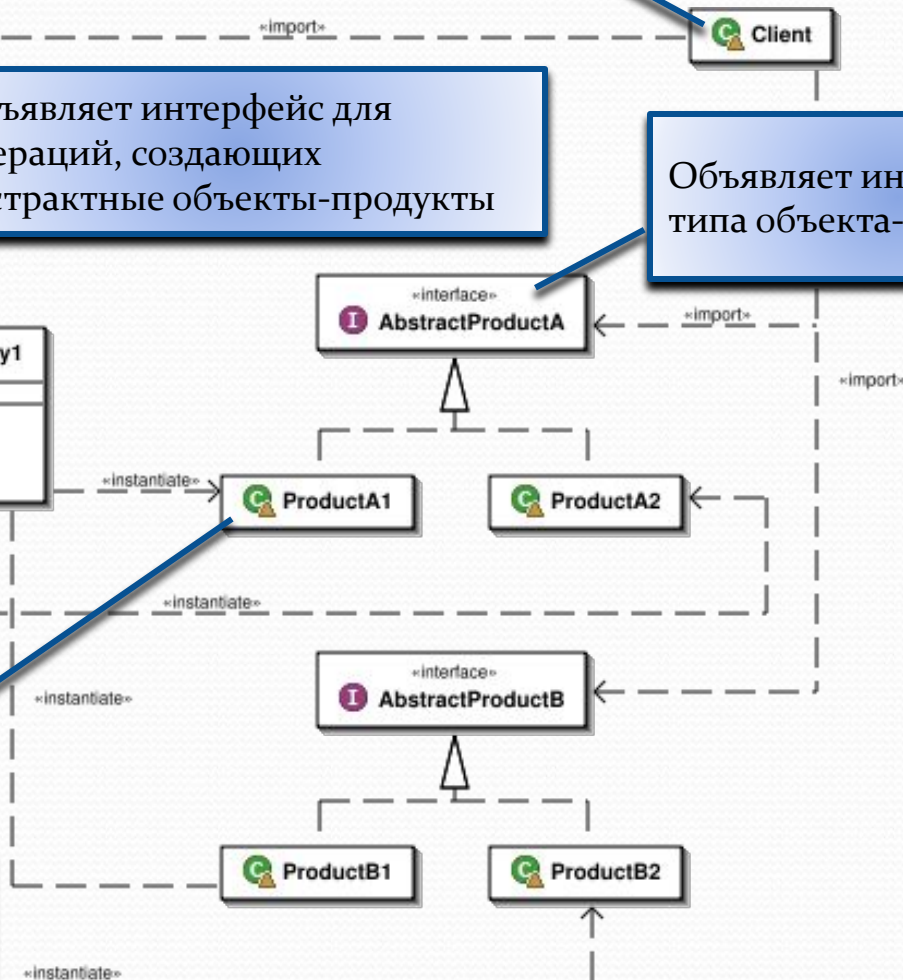 «import»
Client
ъявляет интерфейс для
ераций, создающих
страктные объекты-продукты
Объявляет ин
типа объекта-
«interface»
AbstractProductA
«import»
y1
«import»
«instantiate»
ProductA1
ProductA2
«instantiate»
«interface»
AbstractProductB
«instantiate»
ProductB1
ProductB2
«instantiate»